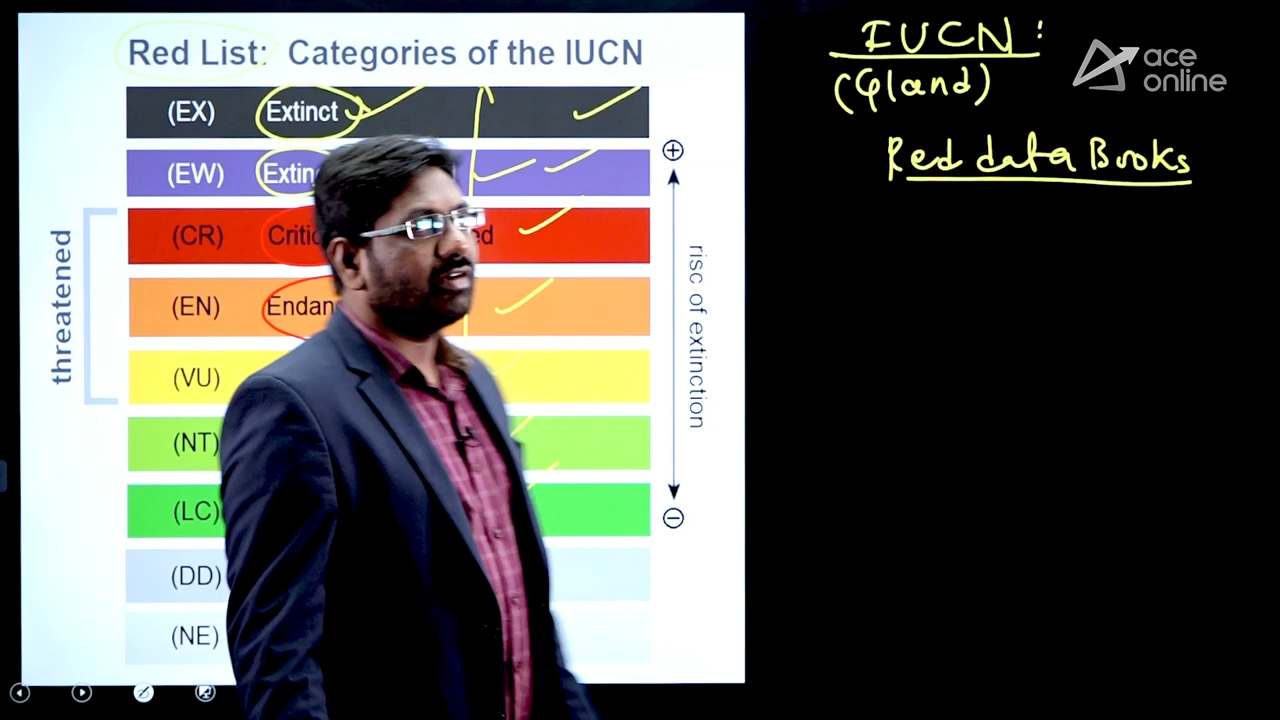 Red List: Categories of the IUCN
(EX) Extinct
(EW) Extin
(CR) Critic ed
(EN) Endan
(VU)
(NT)
(LC)
(DD)
(NE)
threatened
risc of extinction
IUCN:
(Gland)
Red data Books
ace
online